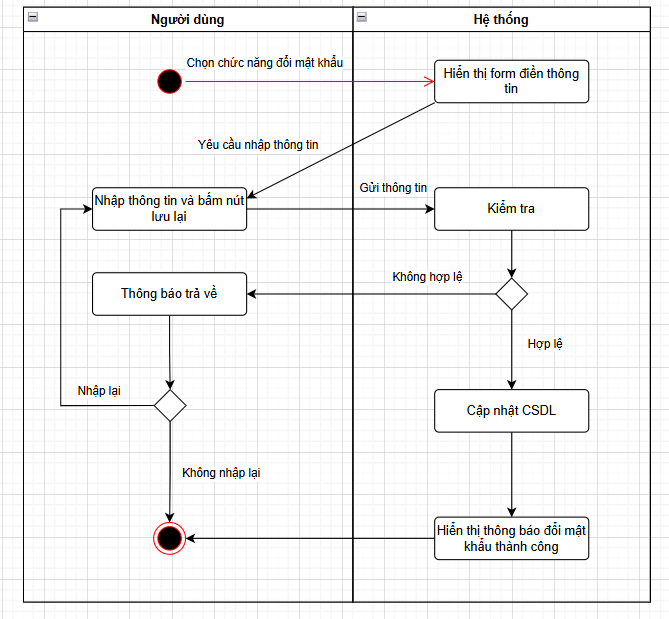 Người dùng
Hệ thống
Chọn chức năng đổi mật khẩu
Hiển thị form điền thông
tin
Yêu cầu nhập thông tin
Nhập thông tin và bấm nút
lưu lại
Gửi thông tin
Kiểm tra
Không hợp lệ
Thông báo trả về
Hợp lệ
Nhập lại
Cập nhật CSDL
Không nhập lại
Hiển thị thông báo đổi mật
khẩu thành công